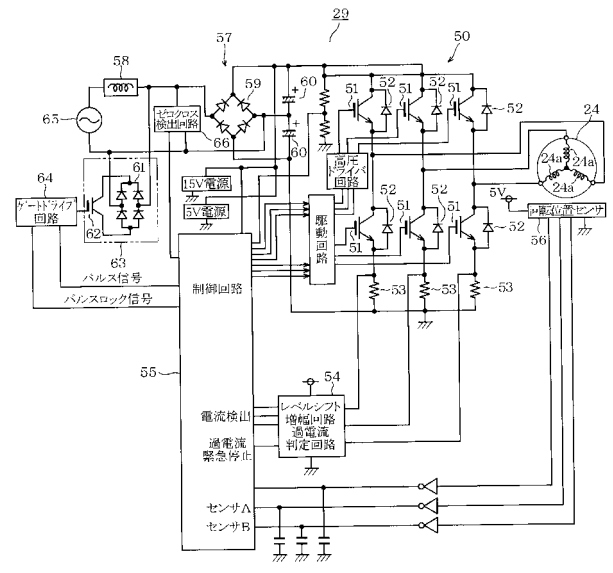 29
57
50
58
59
60
51
52
51
52
51
52
24
65
ゼロクロス
検出回路
66
60
高圧
ドライバ
回路
24a
24a
24a
64
ゲートドライブ
回路
61
62
63
15V電源
5V電源
駆動回路
52
52
52
51
51
51
5V
回転位置センサ
56
パルス信号
パルスロック信号
制御回路
53
53
53
55
54
電流検出
レベルシフト
増幅回路
過電流
判定回路
過電流
緊急停止
センサA
センサB